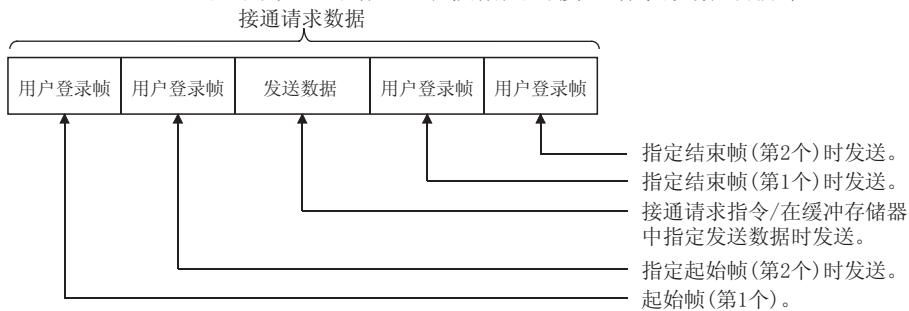 接通请求数据
用户登录帧 用户登录帧 发送数据 用户登录帧 用户登录帧
指定结束帧(第2个)时发送。
指定结束帧(第1个)时发送。
接通请求指令/在缓冲存储器
中指定发送数据时发送。
指定起始帧(第2个)时发送。
起始帧(第1个)。